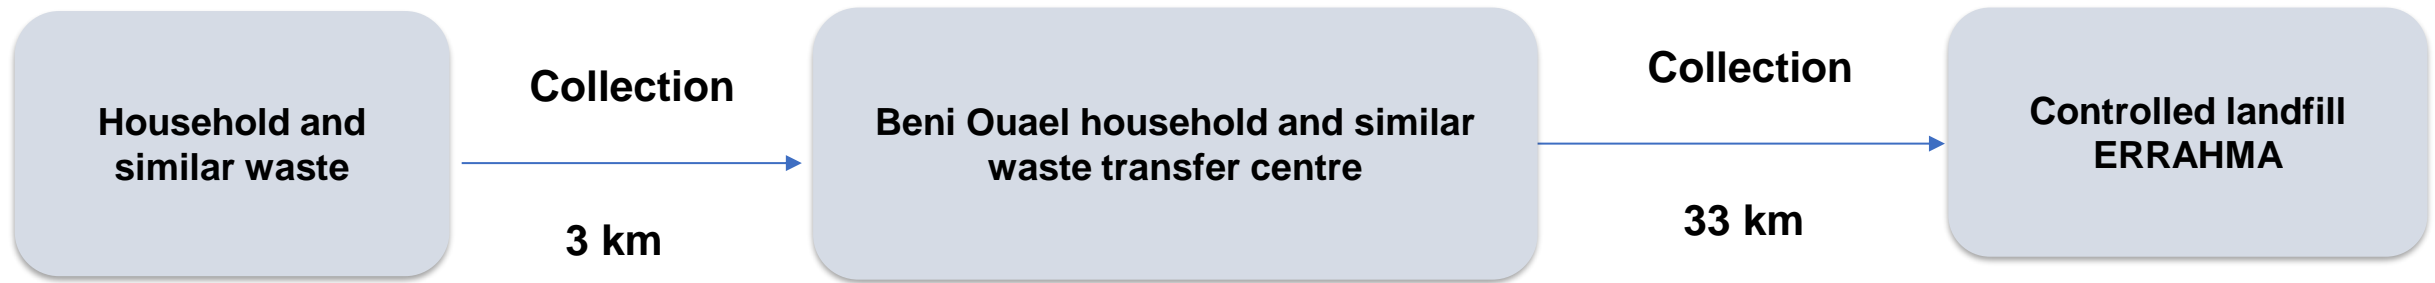 Household and
similar waste
Collection
3 km
Beni Ouael household and similar
waste transfer centre
Collection
33 km
Controlled landfill
ERRAHMA